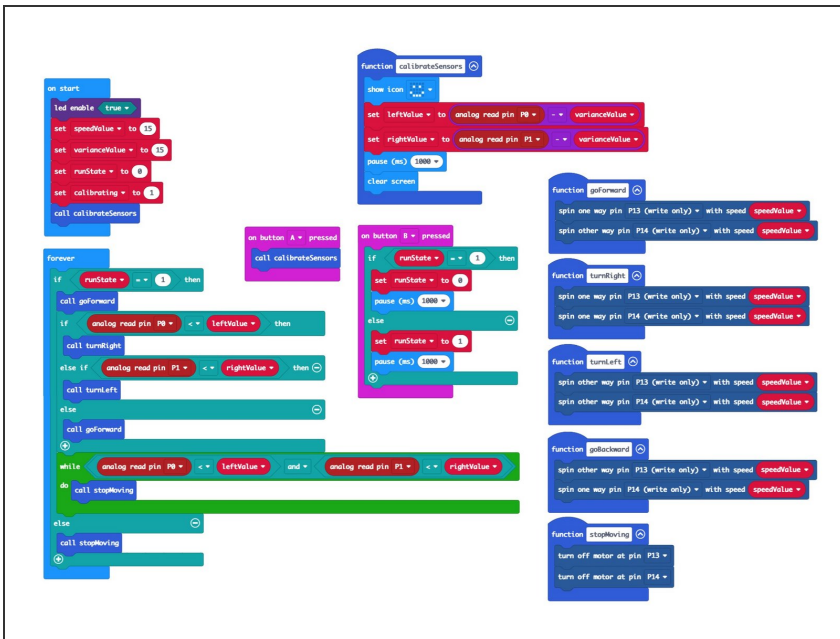 on start
led enable true
set speedValue to 15
set varianceValue to 15
set runState to 0
set calibrating to 1
call calibrateSensors
forever
if runState = 1 then
call goForward
if analog read pin P0 < leftValue then
call turnRight
else if analog read pin P1 < rightValue then
call turnLeft
else
call goForward
while analog read pin P0 < leftValue and analog read pin P1 < rightValue
do call stopMoving
else
call stopMoving
on button A pressed
call calibrateSensors
function calibrateSensors
show icon
set leftValue to analog read pin P0 - varianceValue
set rightValue to analog read pin P1 - varianceValue
pause (ms) 1000
clear screen
on button B pressed
if runState = 1 then
set runState to 0
pause (ms) 1000
else
set runState to 1
pause (ms) 1000
function goForward
spin one way pin P13 (write only) with speed speedValue
spin other way pin P14 (write only) with speed speedValue
function turnRight
spin one way pin P13 (write only) with speed speedValue
spin one way pin P14 (write only) with speed speedValue
function turnLeft
spin other way pin P13 (write only) with speed speedValue
spin other way pin P14 (write only) with speed speedValue
function goBackward
spin other way pin P13 (write only) with speed speedValue
spin one way pin P14 (write only) with speed speedValue
function stopMoving
turn off motor at pin P13
turn off motor at pin P14